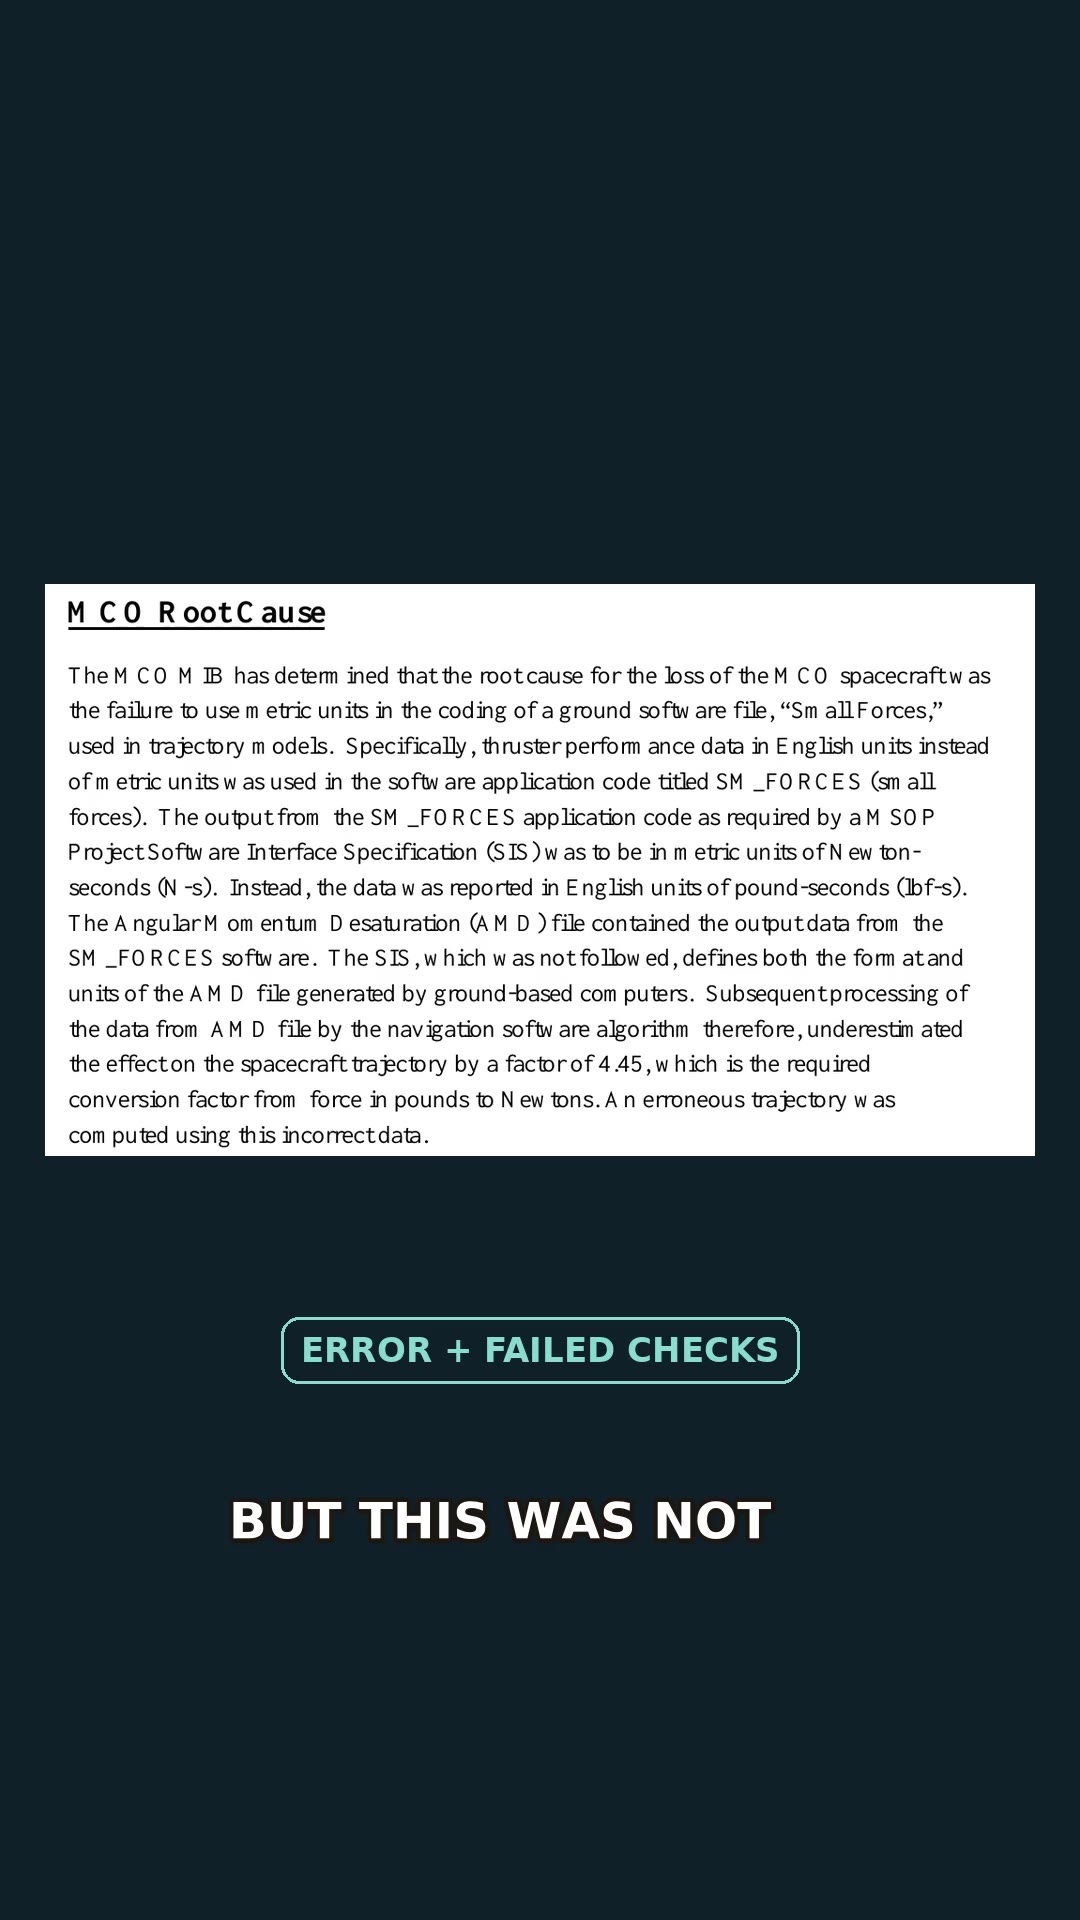 MCO Root Cause
The MCO MIB has determined that the root cause for the loss of the MCO spacecraft was
the failure to use metric units in the coding of a ground software file, “Small Forces,”
used in trajectory models. Specifically, thruster performance data in English units instead
of metric units was used in the software application code titled SM_FORCES (small
forces). The output from the SM_FORCES application code as required by a MSOP
Project Software Interface Specification (SIS) was to be in metric units of Newton-
seconds (N-s). Instead, the data was reported in English units of pound-seconds (lbf-s).
The Angular Momentum Desaturation (AMD) file contained the output data from the
SM_FORCES software. The SIS, which was not followed, defines both the format and
units of the AMD file generated by ground-based computers. Subsequent processing of
the data from AMD file by the navigation software algorithm therefore, underestimated
the effect on the spacecraft trajectory by a factor of 4.45, which is the required
conversion factor from force in pounds to Newtons. An erroneous trajectory was
computed using this incorrect data.
ERROR + FAILED CHECKS
BUT THIS WAS NOT